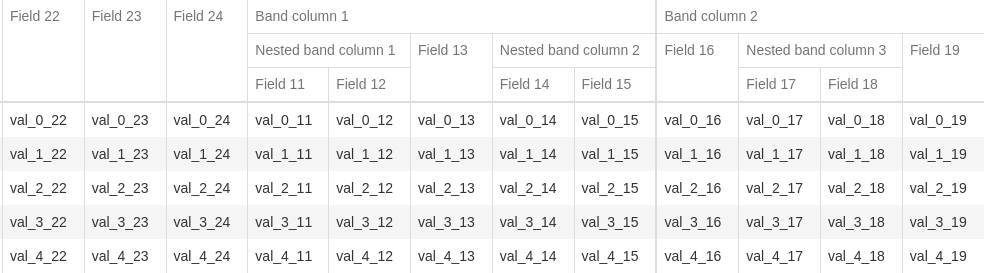 Field 22 Field 23 Field 24 Band column 1 Band column 2
Nested band column 1 Field 13 Nested band column 2 Field 16 Nested band column 3 Field 19
Field 11 Field 12 Field 14 Field 15 Field 17 Field 18
val_0_22 val_0_23 val_0_24 val_0_11 val_0_12 val_0_13 val_0_14 val_0_15 val_0_16 val_0_17 val_0_18 val_0_19
val_1_22 val_1_23 val_1_24 val_1_11 val_1_12 val_1_13 val_1_14 val_1_15 val_1_16 val_1_17 val_1_18 val_1_19
val_2_22 val_2_23 val_2_24 val_2_11 val_2_12 val_2_13 val_2_14 val_2_15 val_2_16 val_2_17 val_2_18 val_2_19
val_3_22 val_3_23 val_3_24 val_3_11 val_3_12 val_3_13 val_3_14 val_3_15 val_3_16 val_3_17 val_3_18 val_3_19
val_4_22 val_4_23 val_4_24 val_4_11 val_4_12 val_4_13 val_4_14 val_4_15 val_4_16 val_4_17 val_4_18 val_4_19